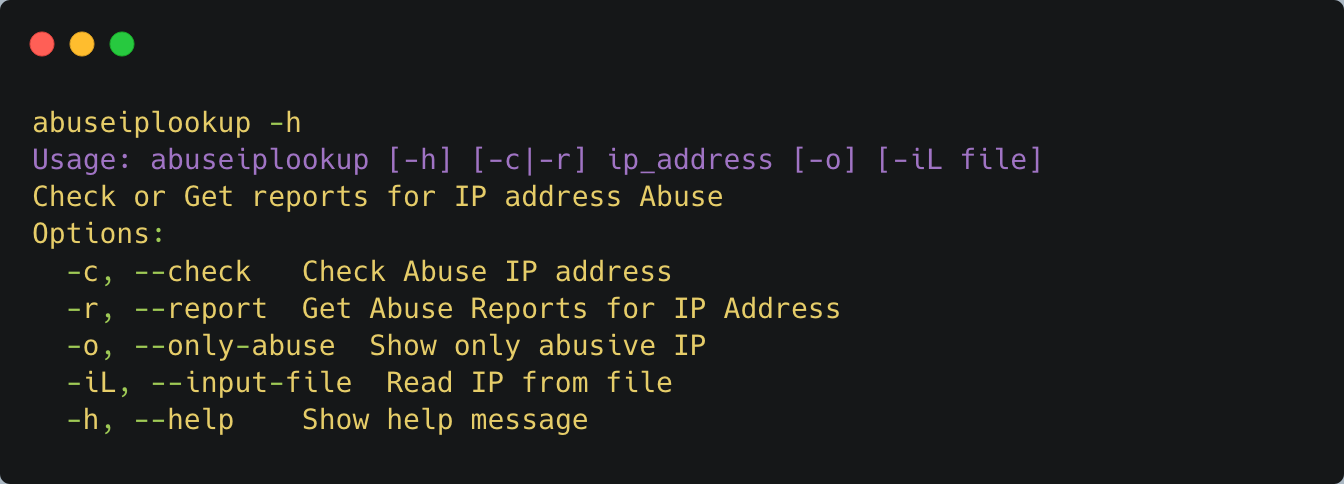 abuseiplookup -h
Usage: abuseiplookup [-h] [-c|-r] ip_address [-o] [-iL file]
Check or Get reports for IP address Abuse
Options:
  -c, --check   Check Abuse IP address
  -r, --report  Get Abuse Reports for IP Address
  -o, --only-abuse  Show only abusive IP
  -iL, --input-file  Read IP from file
  -h, --help    Show help message